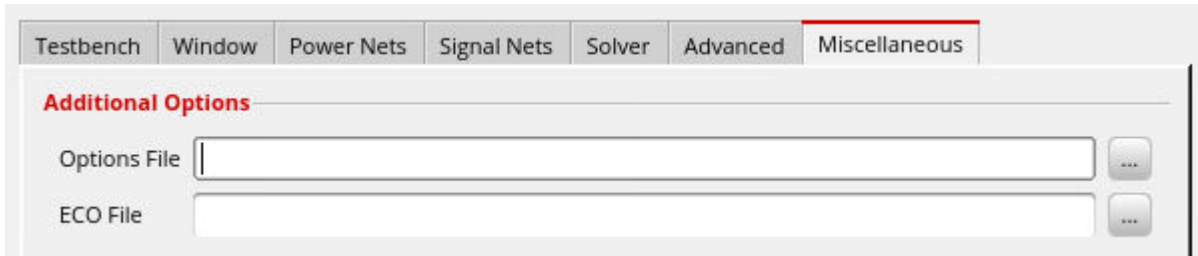 Testbench Window Power Nets Signal Nets Solver Advanced Miscellaneous
Additional Options
Options File ...
ECO File ...